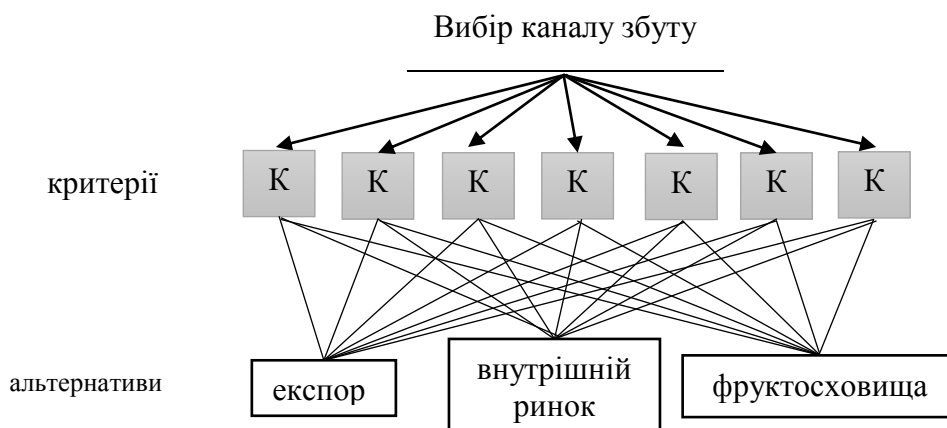 Вибір каналу збуту
К К К К К К К
критерії
альтернативи
експор
внутрішній
ринок
фруктосховища